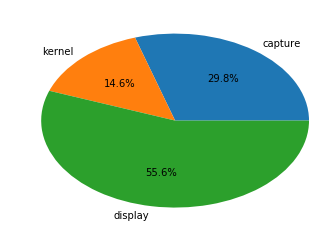 capture
kernel
29.8%
14.6%
55.6%
display